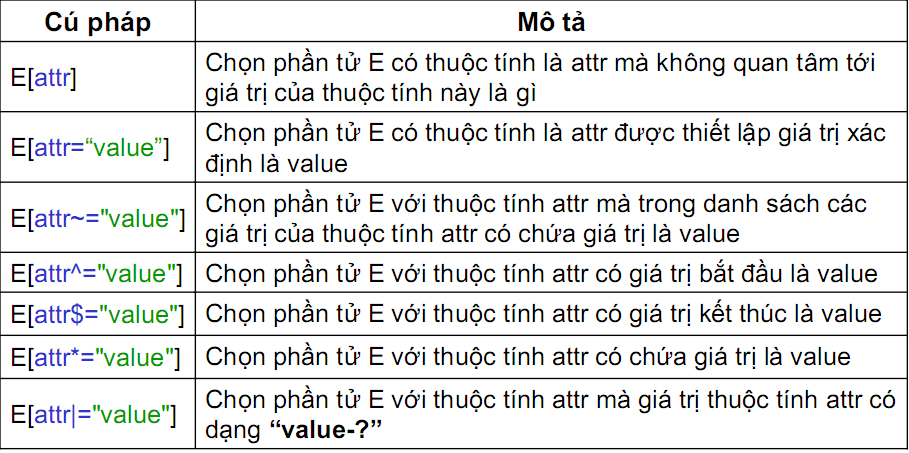 Cú pháp
Mô tả
E[attr]
Chọn phần tử E có thuộc tính là attr mà không quan tâm tới
giá trị của thuộc tính này là gì
E[attr=“value”]
Chọn phần tử E có thuộc tính là attr được thiết lập giá trị xác
định là value
E[attr~="value"]
Chọn phần tử E với thuộc tính attr mà trong danh sách các
giá trị của thuộc tính attr có chứa giá trị là value
E[attr^="value"]
Chọn phần tử E với thuộc tính attr có giá trị bắt đầu là value
E[attr$="value"]
Chọn phần tử E với thuộc tính attr có giá trị kết thúc là value
E[attr*="value"]
Chọn phần tử E với thuộc tính attr có chứa giá trị là value
E[attr|="value"]
Chọn phần tử E với thuộc tính attr mà giá trị thuộc tính attr có
dạng “value-?”